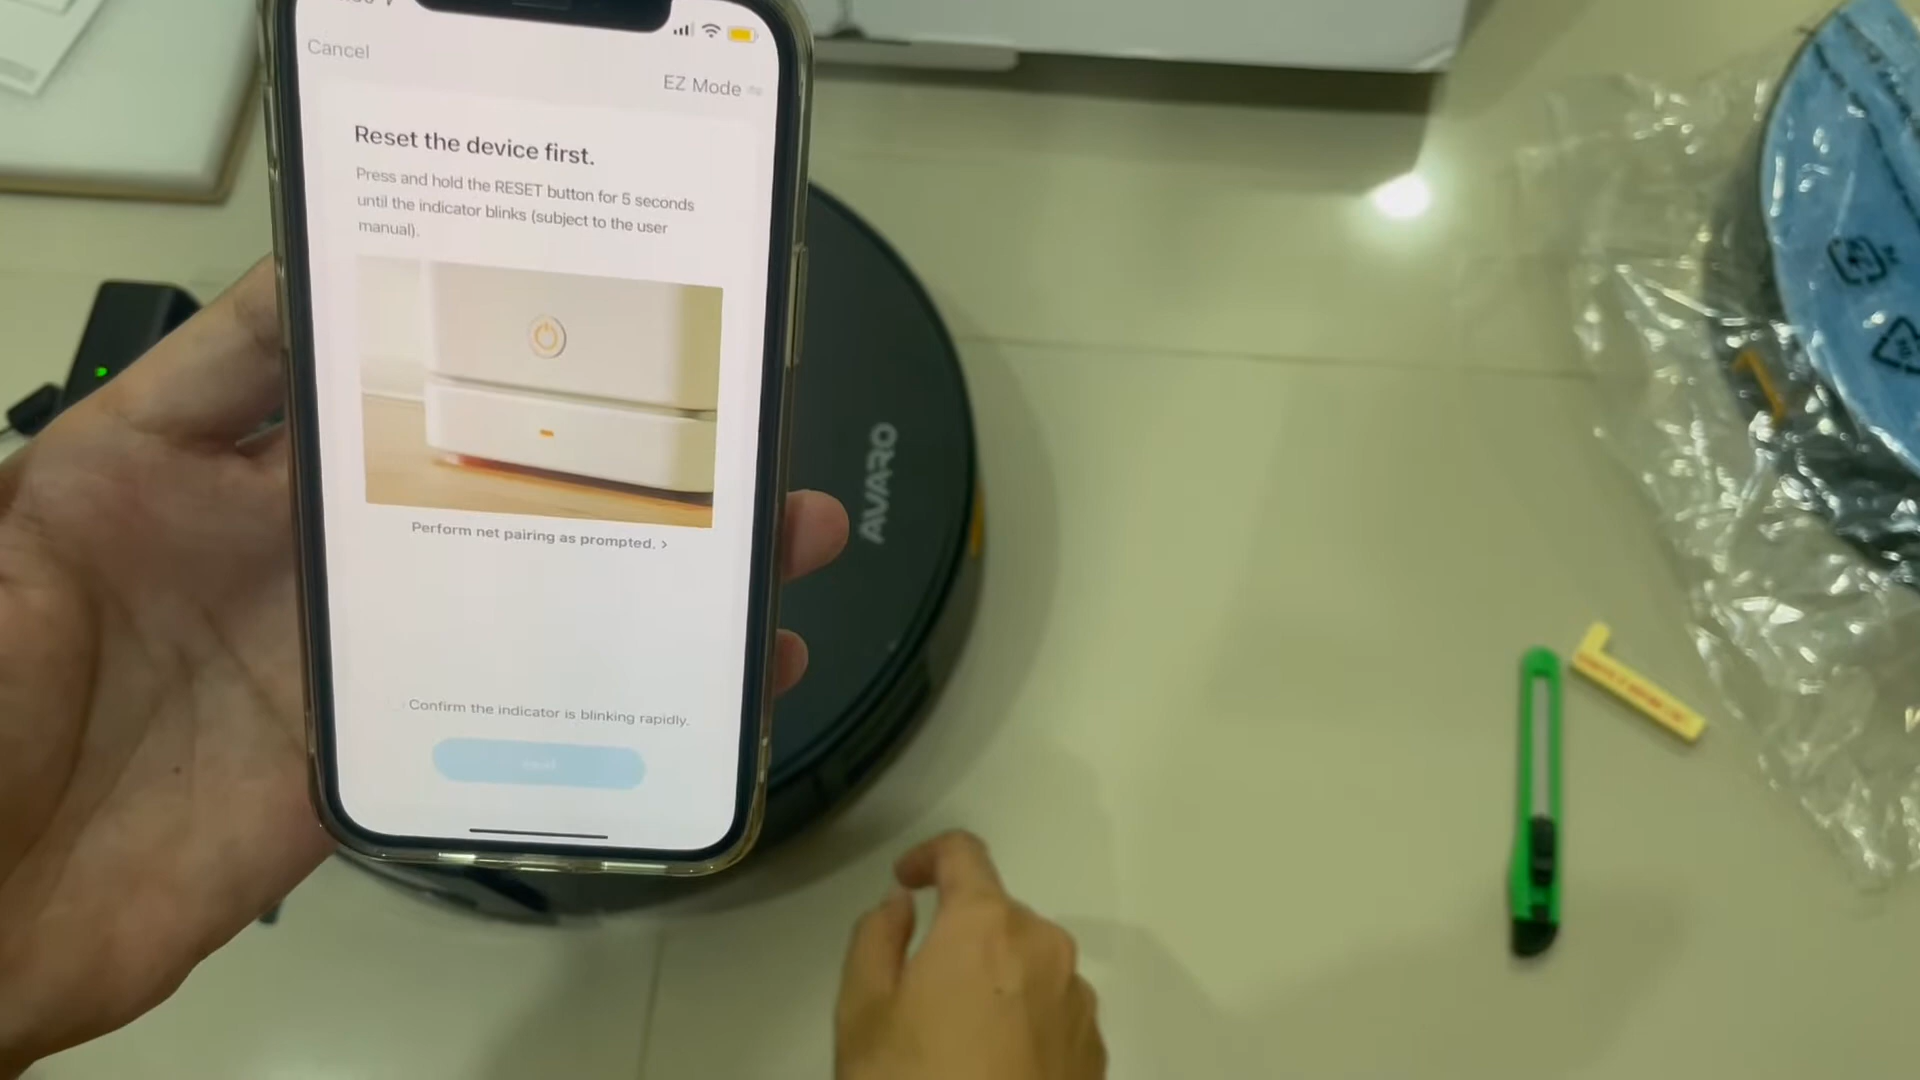 Cancel
EZ Mode
Reset the device first.
Press and hold the RESET button for 5 seconds
until the indicator blinks (subject to the user
manual).
Perform net pairing as prompted. >
Confirm the indicator is blinking rapidly.
AVARO